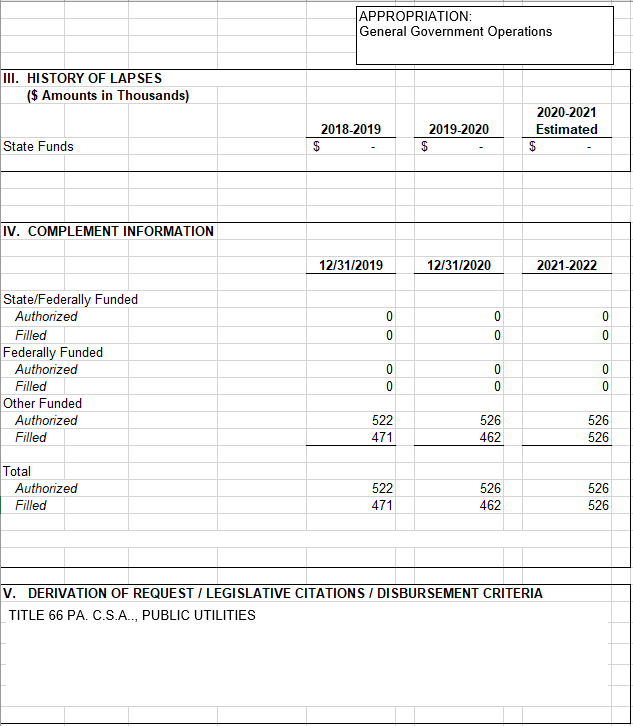 APPROPRIATION:
General Government Operations
III. HISTORY OF LAPSES
($ Amounts in Thousands)
2020-2021
2018-2019 2019-2020 Estimated
State Funds $ - $ - $ -
IV. COMPLEMENT INFORMATION
12/31/2019 12/31/2020 2021-2022
State/Federally Funded
Authorized 0 0 0
Filled 0 0 0
Federally Funded
Authorized 0 0 0
Filled 0 0 0
Other Funded
Authorized 522 526 526
Filled 471 462 526
Total
Authorized 522 526 526
Filled 471 462 526
V. DERIVATION OF REQUEST / LEGISLATIVE CITATIONS / DISBURSEMENT CRITERIA
TITLE 66 PA. C.S.A.., PUBLIC UTILITIES